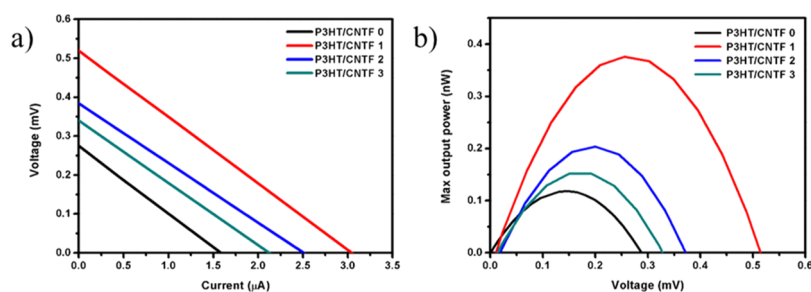 a)
0.6
0.5
0.4
0.3
0.2
0.1
0.0
Voltage (mV)
P3HT/CNTF 0
P3HT/CNTF 1
P3HT/CNTF 2
P3HT/CNTF 3
0.0 0.5 1.0 1.5 2.0 2.5 3.0 3.5
Current (μA)
b)
0.4
0.3
0.2
0.1
0.0
Max output power (nW)
P3HT/CNTF 0
P3HT/CNTF 1
P3HT/CNTF 2
P3HT/CNTF 3
0.0 0.1 0.2 0.3 0.4 0.5 0.6
Voltage (mV)